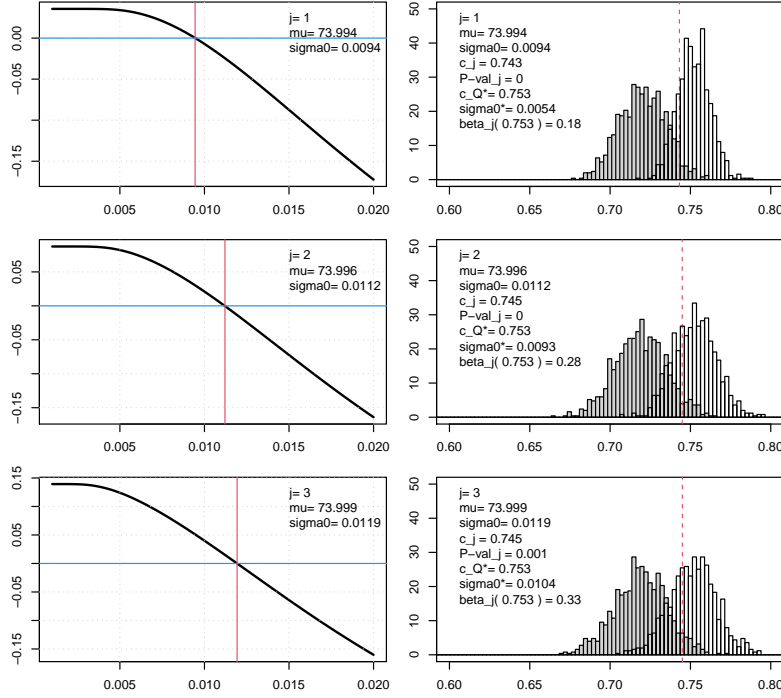 j= 1
mu= 73.994
sigma0= 0.0094
0.00
−0.05
−0.15
0.005
0.010
0.015
0.020
j= 1
mu= 73.994
sigma0= 0.0094
c_j = 0.743
P−val_j = 0
c_Q*= 0.753
sigma0*= 0.0054
beta_j( 0.753 ) = 0.18
50
40
30
20
10
0
0.60
0.65
0.70
0.75
0.80
j= 2
mu= 73.996
sigma0= 0.0112
0.05
−0.05
−0.15
0.005
0.010
0.015
0.020
j= 2
mu= 73.996
sigma0= 0.0112
c_j = 0.745
P−val_j = 0
c_Q*= 0.753
sigma0*= 0.0093
beta_j( 0.753 ) = 0.28
50
40
30
20
10
0
0.60
0.65
0.70
0.75
0.80
j= 3
mu= 73.999
sigma0= 0.0119
0.15
0.05
−0.05
−0.15
0.005
0.010
0.015
0.020
j= 3
mu= 73.999
sigma0= 0.0119
c_j = 0.745
P−val_j = 0.001
c_Q*= 0.753
sigma0*= 0.0104
beta_j( 0.753 ) = 0.33
50
40
30
20
10
0
0.60
0.65
0.70
0.75
0.80